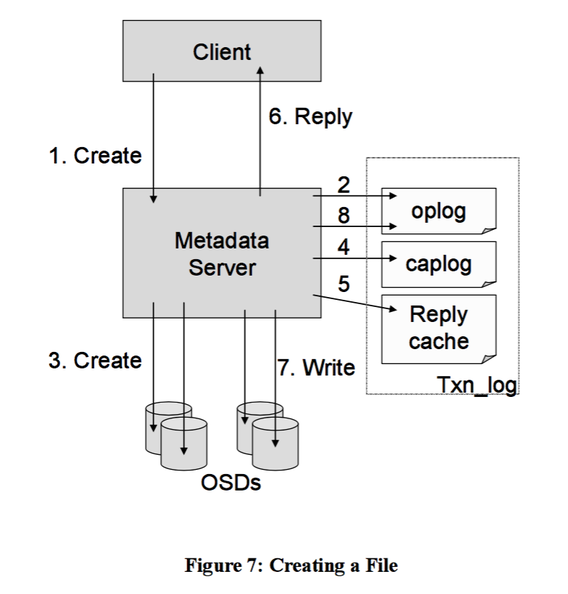 Client
6. Reply
1. Create
2
oplog
8
Metadata
Server
4
caplog
5
Reply
cache
3. Create
7. Write
Txn_log
OSDs
Figure 7: Creating a File